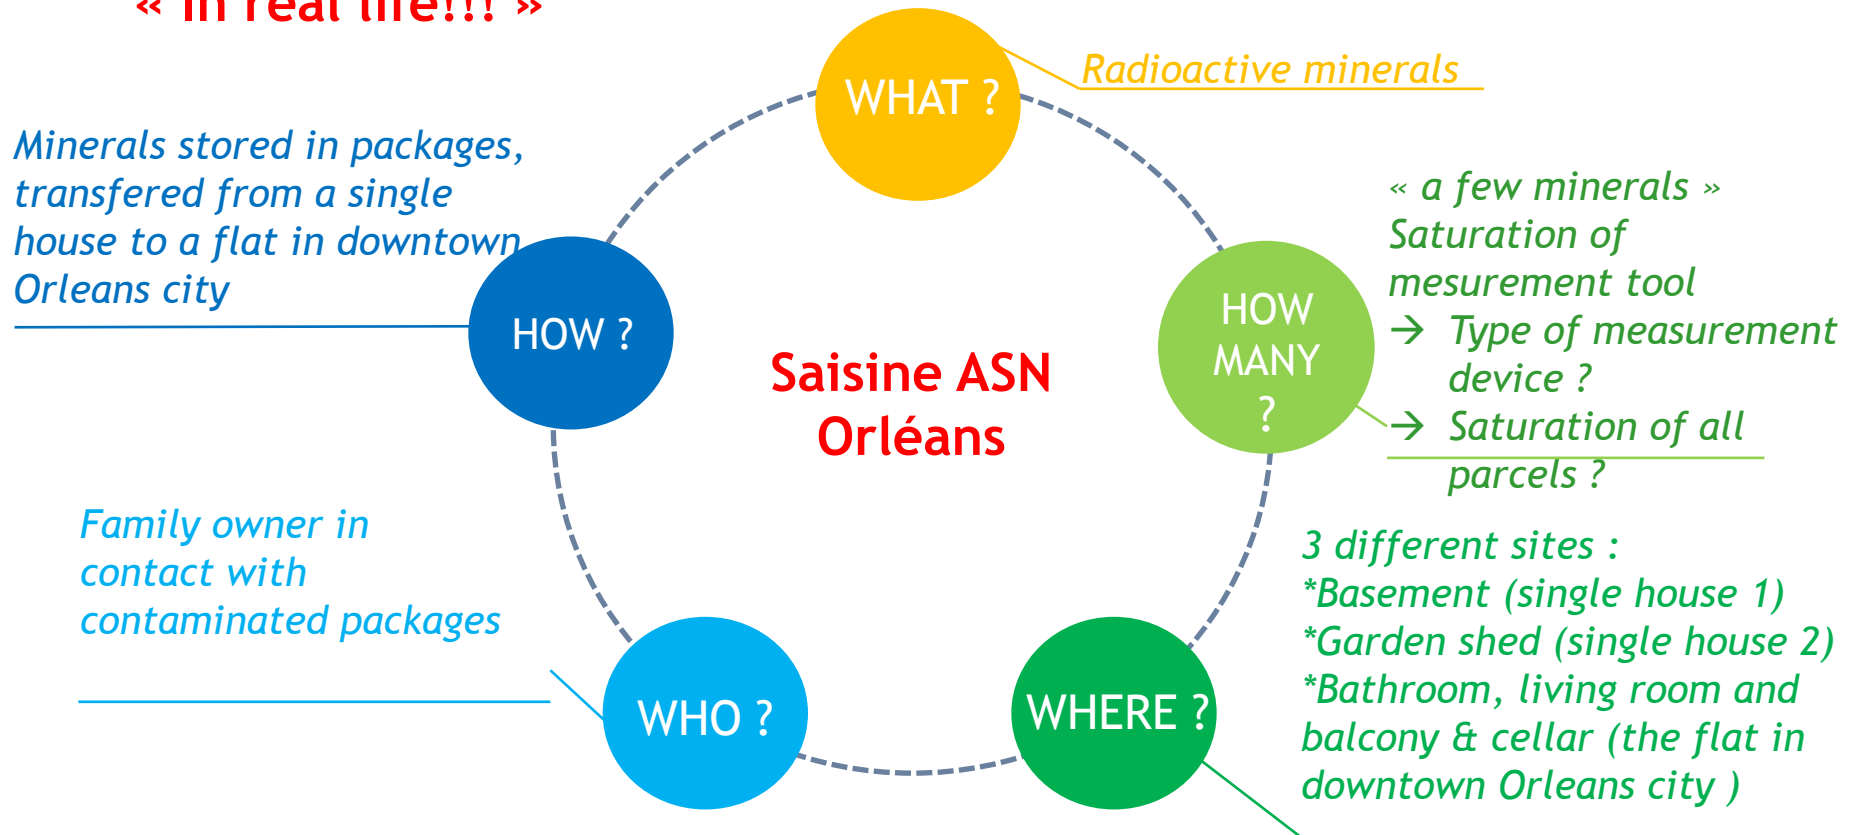 « in real life!!! »
WHAT ?
Radioactive minerals
Minerals stored in packages,
transfered from a single
house to a flat in downtown
Orleans city
HOW ?
« a few minerals »
Saturation of
mesurement tool
→ Type of measurement
device ?
→ Saturation of all
parcels ?
HOW
MANY
?
Saisine ASN
Orléans
Family owner in
contact with
contaminated packages
WHO ?
WHERE ?
3 different sites :
*Basement (single house 1)
*Garden shed (single house 2)
*Bathroom, living room and
balcony & cellar (the flat in
downtown Orleans city )